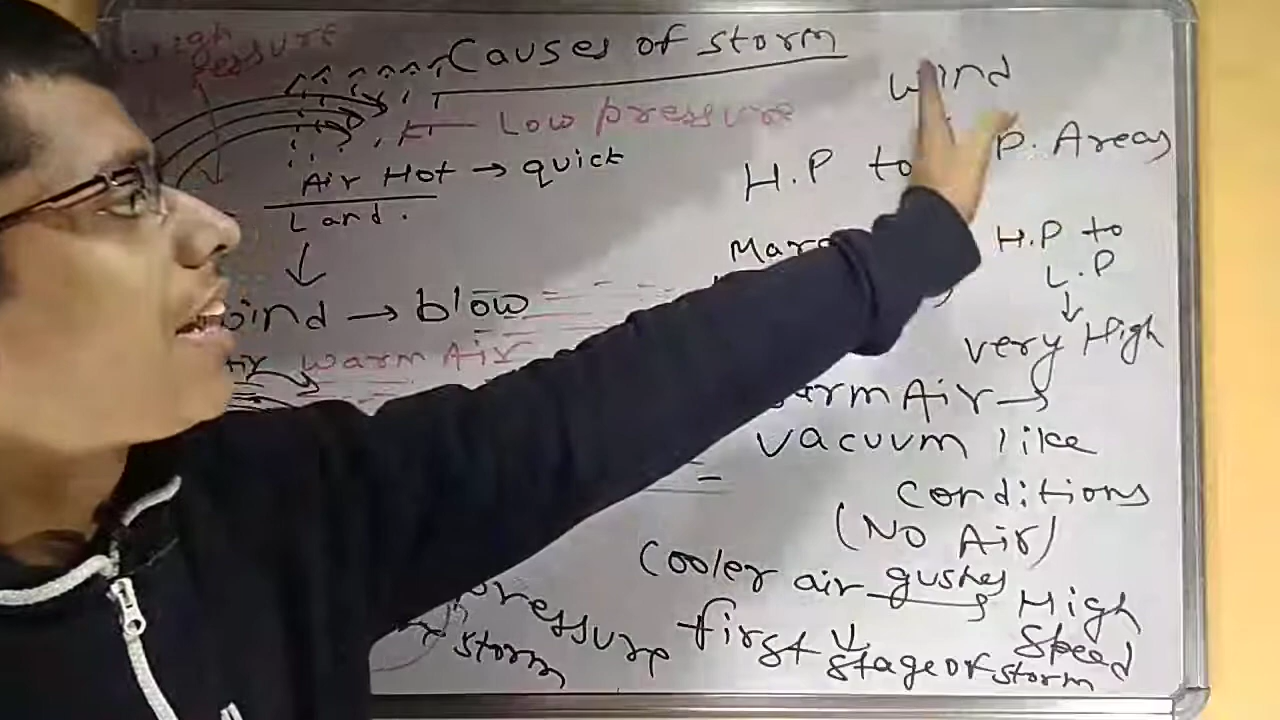 High
pressure
Causes of storm
Low pressure
Air Hot → quick
Land.
wind → blow
warm Air
wind
H.P to P. Areas
H.P to
L.P
↓
very High
warm Air →
vacuum like
conditions
(No Air)
Cooler air gushes → High
Speed
pressure first ↓
storm stage of storm